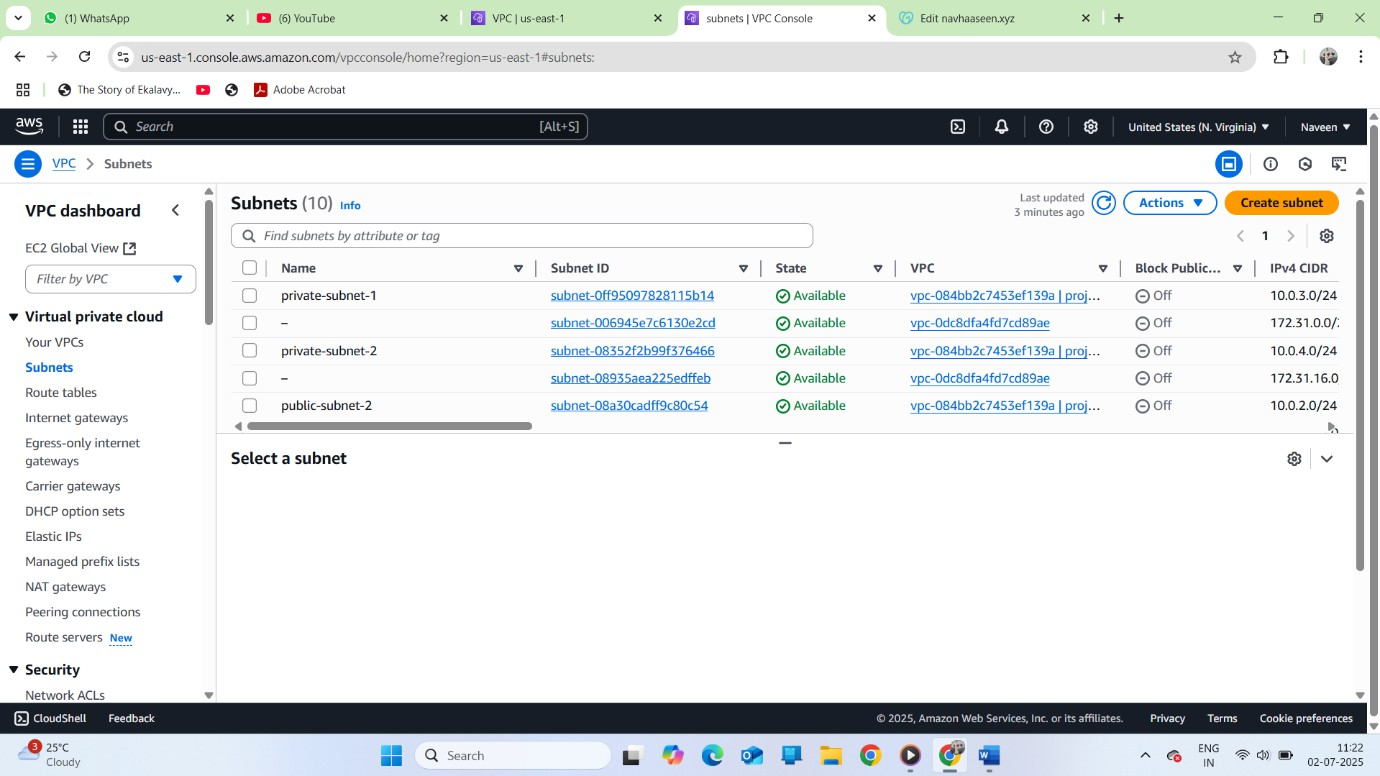 (1) WhatsApp
(6) YouTube
VPC | us-east-1
subnets | VPC Console
Edit navhaaseen.xyz
us-east-1.console.aws.amazon.com/vpcconsole/home?region=us-east-1#subnets:
The Story of Ekalavy...
Adobe Acrobat
aws
Search
[Alt+S]
United States (N. Virginia)
Naveen
VPC
Subnets
VPC dashboard
EC2 Global View
Filter by VPC
Virtual private cloud
Your VPCs
Subnets
Route tables
Internet gateways
Egress-only internet
gateways
Carrier gateways
DHCP option sets
Elastic IPs
Managed prefix lists
NAT gateways
Peering connections
Route servers New
Security
Network ACLs
Subnets (10) Info
Last updated
3 minutes ago
Actions
Create subnet
Find subnets by attribute or tag
1
Name Subnet ID State VPC Block Public... IPv4 CIDR
private-subnet-1 subnet-0ff95097828115b14 Available vpc-084bb2c7453ef139a | proj... Off 10.0.3.0/24
– subnet-006945e7c6130e2cd Available vpc-0dc8dfa4fd7cd89ae Off 172.31.0.0/
private-subnet-2 subnet-08352f2b99f376466 Available vpc-084bb2c7453ef139a | proj... Off 10.0.4.0/24
– subnet-08935aea225edffeb Available vpc-0dc8dfa4fd7cd89ae Off 172.31.16.0
public-subnet-2 subnet-08a30cadff9c80c54 Available vpc-084bb2c7453ef139a | proj... Off 10.0.2.0/24
Select a subnet
CloudShell Feedback © 2025, Amazon Web Services, Inc. or its affiliates. Privacy Terms Cookie preferences
3
25°C
Cloudy
Search
ENG
IN
11:22
02-07-2025